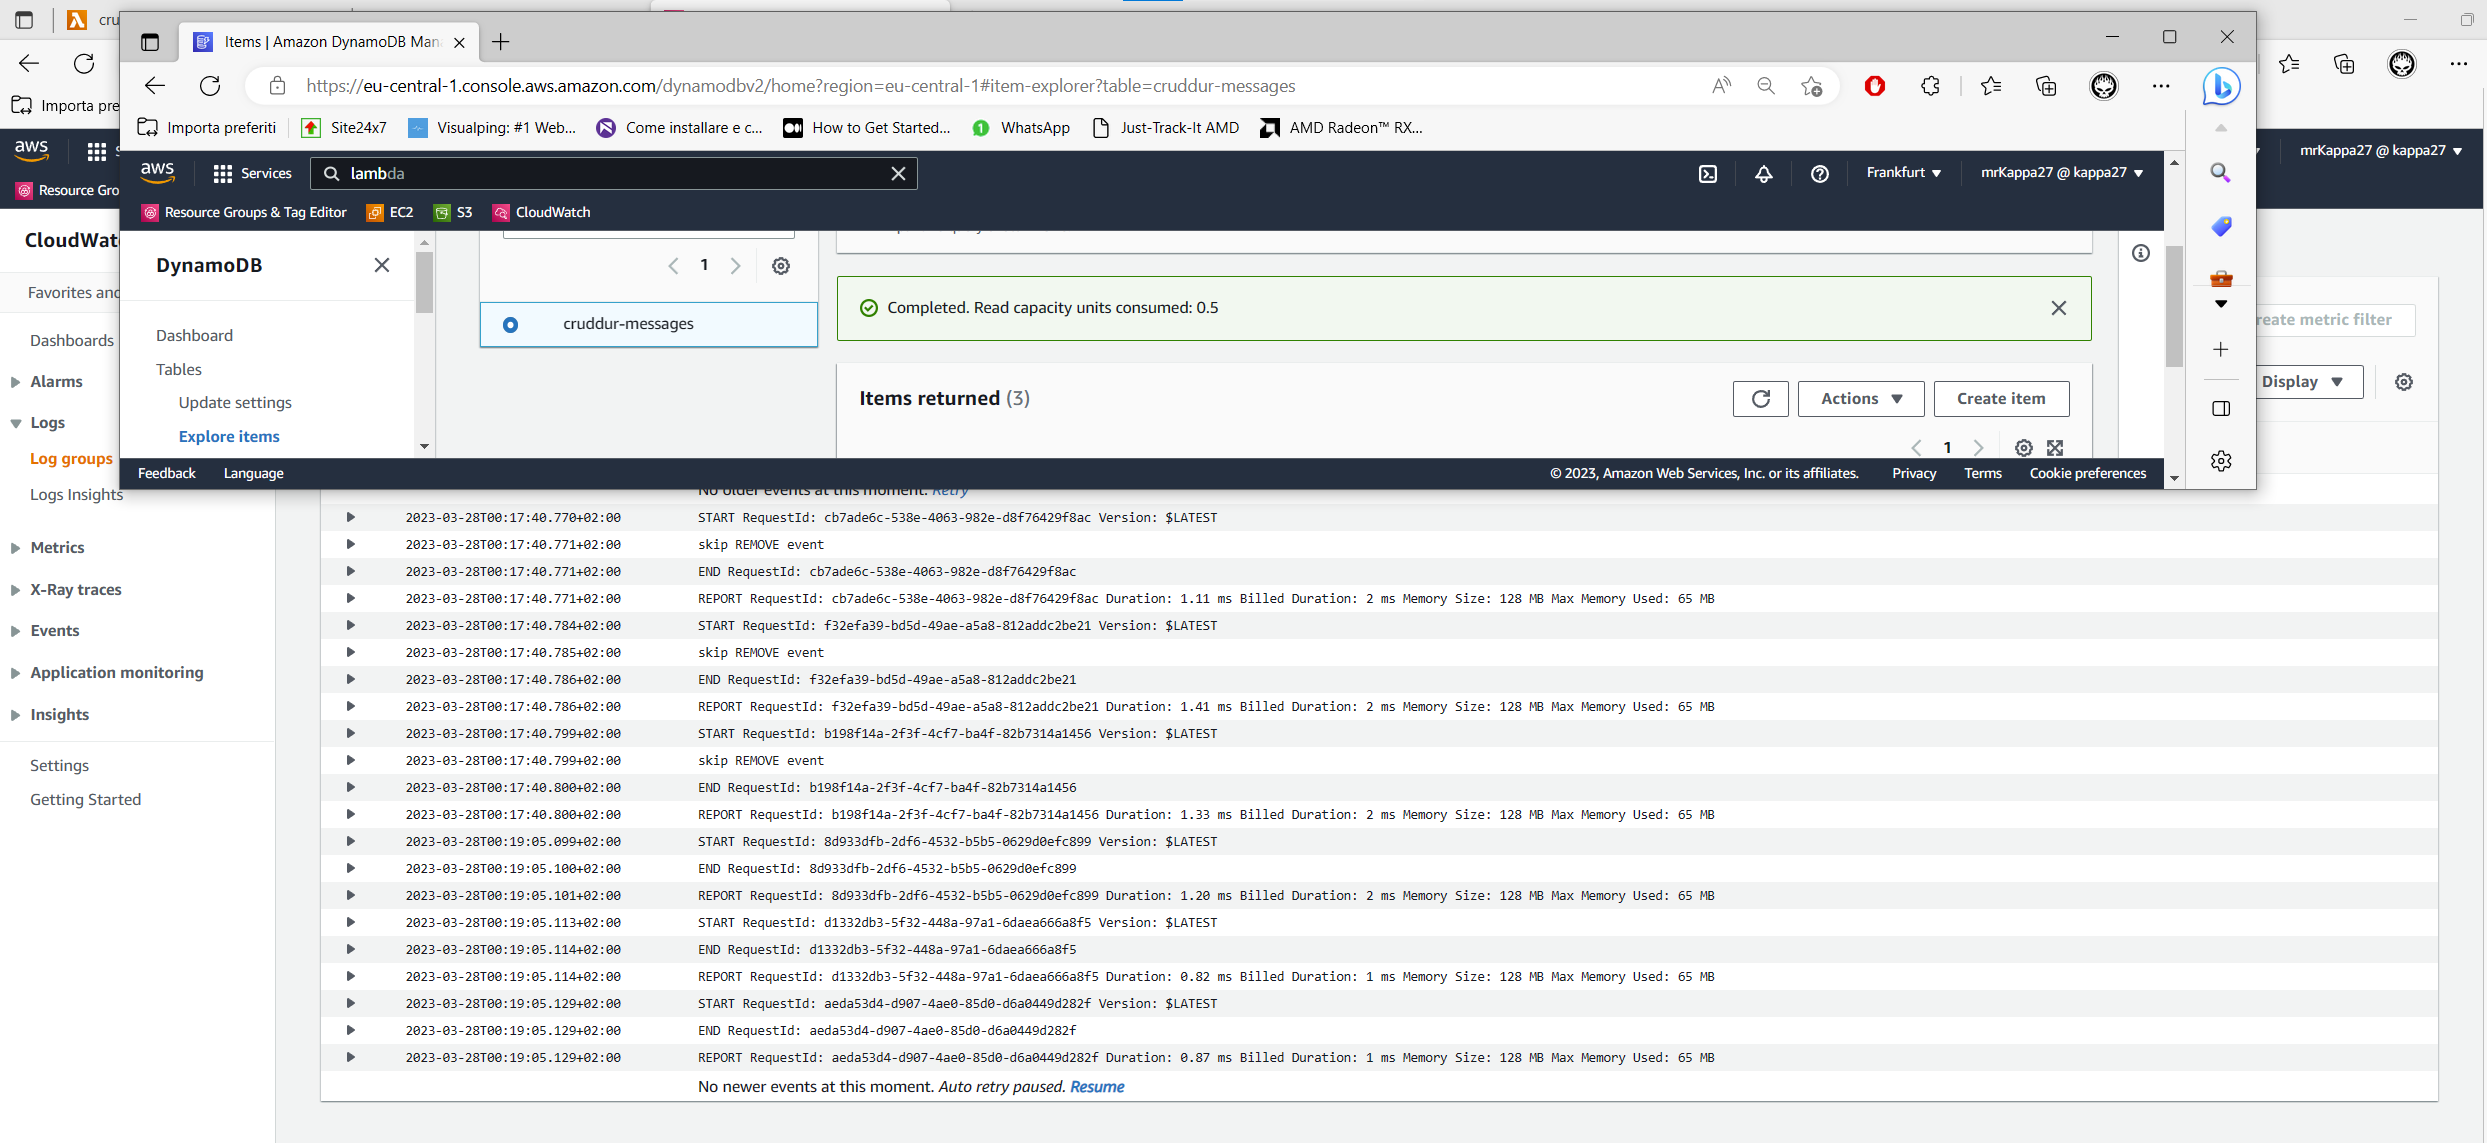 cru
Items | Amazon DynamoDB Man
https://eu-central-1.console.aws.amazon.com/dynamodbv2/home?region=eu-central-1#item-explorer?table=cruddur-messages
Importa pre
Importa preferiti
Site24x7
Visualping: #1 Web...
Come installare e c...
How to Get Started...
WhatsApp
Just-Track-It AMD
AMD Radeon™ RX...
aws
mrKappa27 @ kappa27
aws
Services
lambda
Frankfurt
mrKappa27 @ kappa27
Resource Gro
Resource Groups & Tag Editor
EC2
S3
CloudWatch
CloudWat
Favorites and
Dashboards
Alarms
Logs
Log groups
Logs Insights
Metrics
X-Ray traces
Events
Application monitoring
Insights
Settings
Getting Started
DynamoDB
Dashboard
Tables
Update settings
Explore items
1
cruddur-messages
Completed. Read capacity units consumed: 0.5
Items returned (3)
Actions
Create item
1
reate metric filter
Display
Feedback
Language
© 2023, Amazon Web Services, Inc. or its affiliates.
Privacy
Terms
Cookie preferences
No older events at this moment. Retry
2023-03-28T00:17:40.770+02:00 START RequestId: cb7ade6c-538e-4063-982e-d8f76429f8ac Version: $LATEST
2023-03-28T00:17:40.771+02:00 skip REMOVE event
2023-03-28T00:17:40.771+02:00 END RequestId: cb7ade6c-538e-4063-982e-d8f76429f8ac
2023-03-28T00:17:40.771+02:00 REPORT RequestId: cb7ade6c-538e-4063-982e-d8f76429f8ac Duration: 1.11 ms Billed Duration: 2 ms Memory Size: 128 MB Max Memory Used: 65 MB
2023-03-28T00:17:40.784+02:00 START RequestId: f32efa39-bd5d-49ae-a5a8-812addc2be21 Version: $LATEST
2023-03-28T00:17:40.785+02:00 skip REMOVE event
2023-03-28T00:17:40.786+02:00 END RequestId: f32efa39-bd5d-49ae-a5a8-812addc2be21
2023-03-28T00:17:40.786+02:00 REPORT RequestId: f32efa39-bd5d-49ae-a5a8-812addc2be21 Duration: 1.41 ms Billed Duration: 2 ms Memory Size: 128 MB Max Memory Used: 65 MB
2023-03-28T00:17:40.799+02:00 START RequestId: b198f14a-2f3f-4cf7-ba4f-82b7314a1456 Version: $LATEST
2023-03-28T00:17:40.799+02:00 skip REMOVE event
2023-03-28T00:17:40.800+02:00 END RequestId: b198f14a-2f3f-4cf7-ba4f-82b7314a1456
2023-03-28T00:17:40.800+02:00 REPORT RequestId: b198f14a-2f3f-4cf7-ba4f-82b7314a1456 Duration: 1.33 ms Billed Duration: 2 ms Memory Size: 128 MB Max Memory Used: 65 MB
2023-03-28T00:19:05.099+02:00 START RequestId: 8d933dfb-2df6-4532-b5b5-0629d0efc899 Version: $LATEST
2023-03-28T00:19:05.100+02:00 END RequestId: 8d933dfb-2df6-4532-b5b5-0629d0efc899
2023-03-28T00:19:05.101+02:00 REPORT RequestId: 8d933dfb-2df6-4532-b5b5-0629d0efc899 Duration: 1.20 ms Billed Duration: 2 ms Memory Size: 128 MB Max Memory Used: 65 MB
2023-03-28T00:19:05.113+02:00 START RequestId: d1332db3-5f32-448a-97a1-6daea666a8f5 Version: $LATEST
2023-03-28T00:19:05.114+02:00 END RequestId: d1332db3-5f32-448a-97a1-6daea666a8f5
2023-03-28T00:19:05.114+02:00 REPORT RequestId: d1332db3-5f32-448a-97a1-6daea666a8f5 Duration: 0.82 ms Billed Duration: 1 ms Memory Size: 128 MB Max Memory Used: 65 MB
2023-03-28T00:19:05.129+02:00 START RequestId: aeda53d4-d907-4ae0-85d0-d6a0449d282f Version: $LATEST
2023-03-28T00:19:05.129+02:00 END RequestId: aeda53d4-d907-4ae0-85d0-d6a0449d282f
2023-03-28T00:19:05.129+02:00 REPORT RequestId: aeda53d4-d907-4ae0-85d0-d6a0449d282f Duration: 0.87 ms Billed Duration: 1 ms Memory Size: 128 MB Max Memory Used: 65 MB
No newer events at this moment. Auto retry paused. Resume